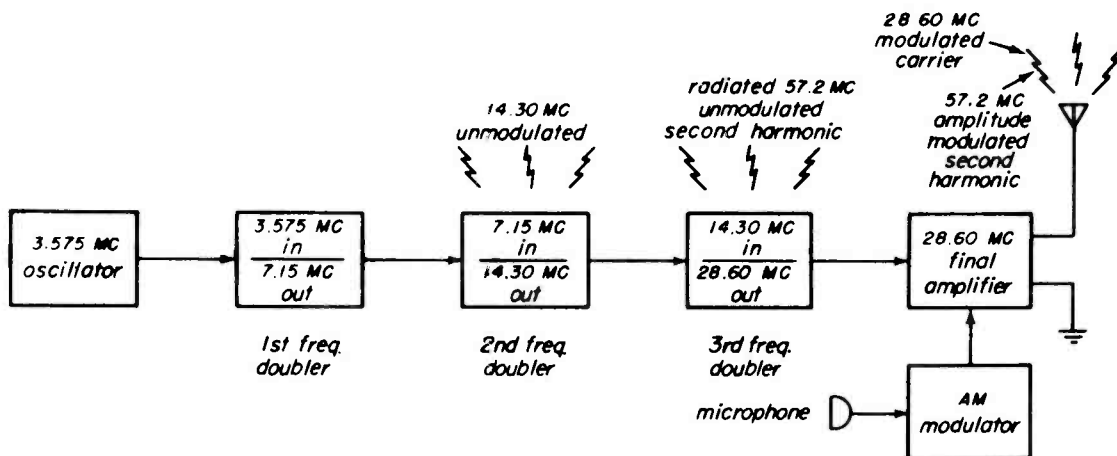 28.60 MC
modulated
carrier
14.30 MC
unmodulated
radiated 57.2 MC
unmodulated
second harmonic
57.2 MC
amplitude
modulated
second
harmonic
3.575 MC
oscillator
3.575 MC
in
7.15 MC
out
7.15 MC
in
14.30 MC
out
14.30 MC
in
28.60 MC
out
28.60 MC
final
amplifier
1st freq.
doubler
2nd freq.
doubler
3rd freq.
doubler
microphone
AM
modulator